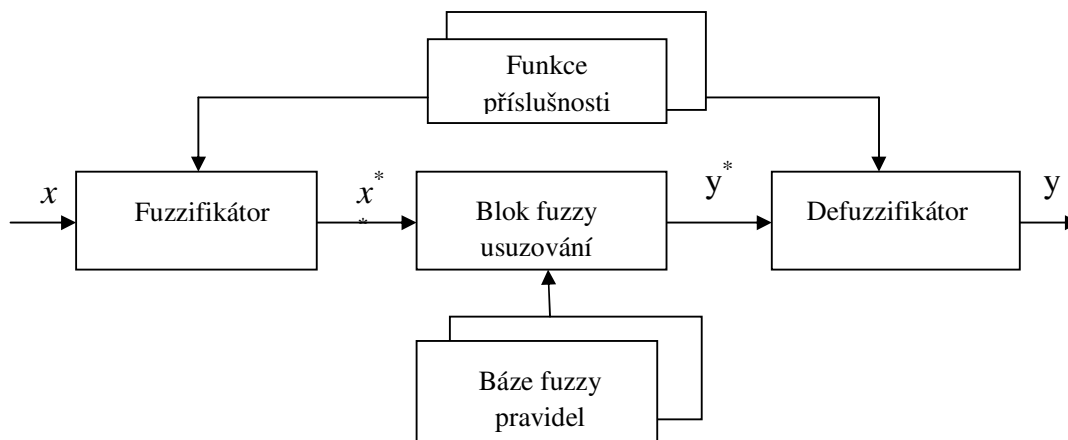 Funkce
příslušnosti
x
Fuzzifikátor
x*
*
Blok fuzzy
usuzování
y*
Defuzzifikátor
y
Báze fuzzy
pravidel